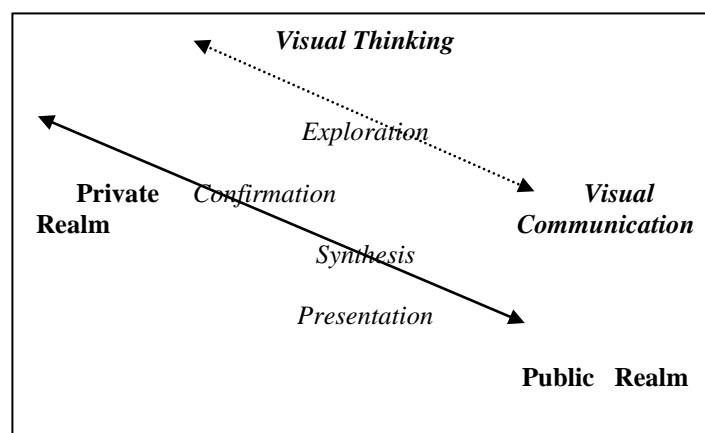 Visual Thinking
Exploration
Private Realm
Confirmation
Visual Communication
Synthesis
Presentation
Public Realm